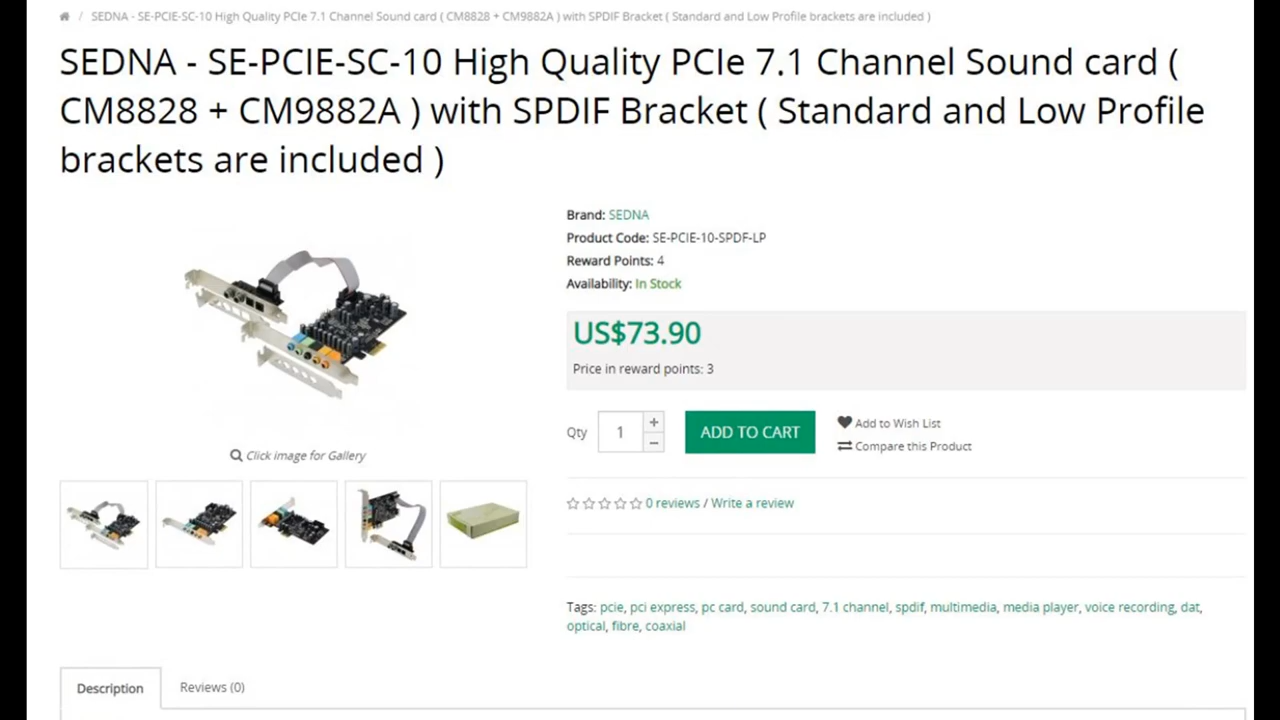 SEDNA - SE-PCIE-SC-10 High Quality PCIe 7.1 Channel Sound card ( CM8828 + CM9882A ) with SPDIF Bracket ( Standard and Low Profile brackets are included )
SEDNA - SE-PCIE-SC-10 High Quality PCIe 7.1 Channel Sound card (
CM8828 + CM9882A ) with SPDIF Bracket ( Standard and Low Profile
brackets are included )
Brand: SEDNA
Product Code: SE-PCIE-10-SPDF-LP
Reward Points: 4
Availability: In Stock
US$73.90
Price in reward points: 3
Qty 1 + − ADD TO CART
Add to Wish List
Compare this Product
Click image for Gallery
0 reviews / Write a review
Tags: pcie, pci express, pc card, sound card, 7.1 channel, spdif, multimedia, media player, voice recording, dat,
optical, fibre, coaxial
Description Reviews (0)